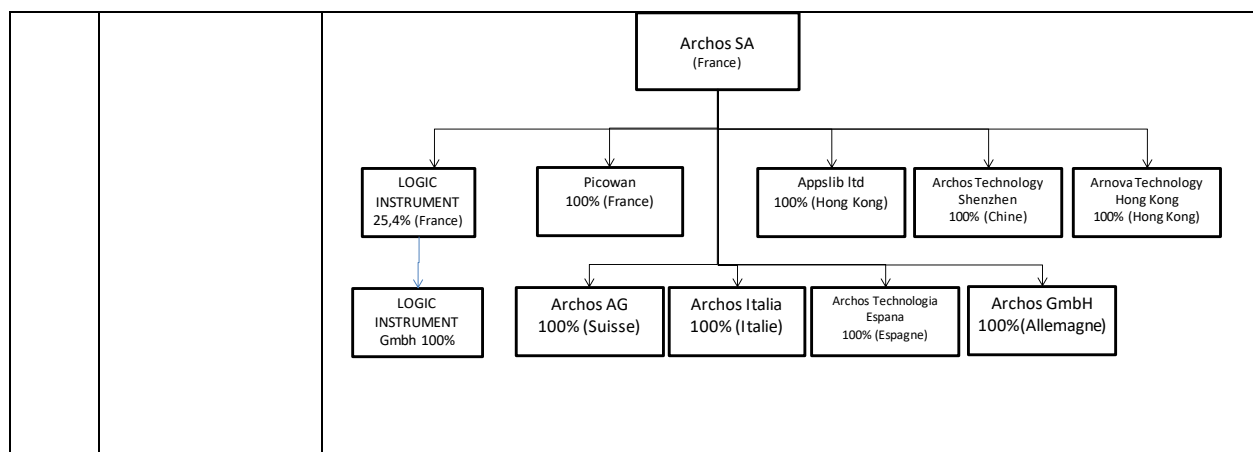 Archos SA
(France)
LOGIC
INSTRUMENT
25,4% (France)
Picowan
100% (France)
Appslib ltd
100% (Hong Kong)
Archos Technology
Shenzhen
100% (Chine)
Arnova Technology
Hong Kong
100% (Hong Kong)
LOGIC
INSTRUMENT
Gmbh 100%
Archos AG
100% (Suisse)
Archos Italia
100% (Italie)
Archos Technologia
Espana
100% (Espagne)
Archos GmbH
100%(Allemagne)